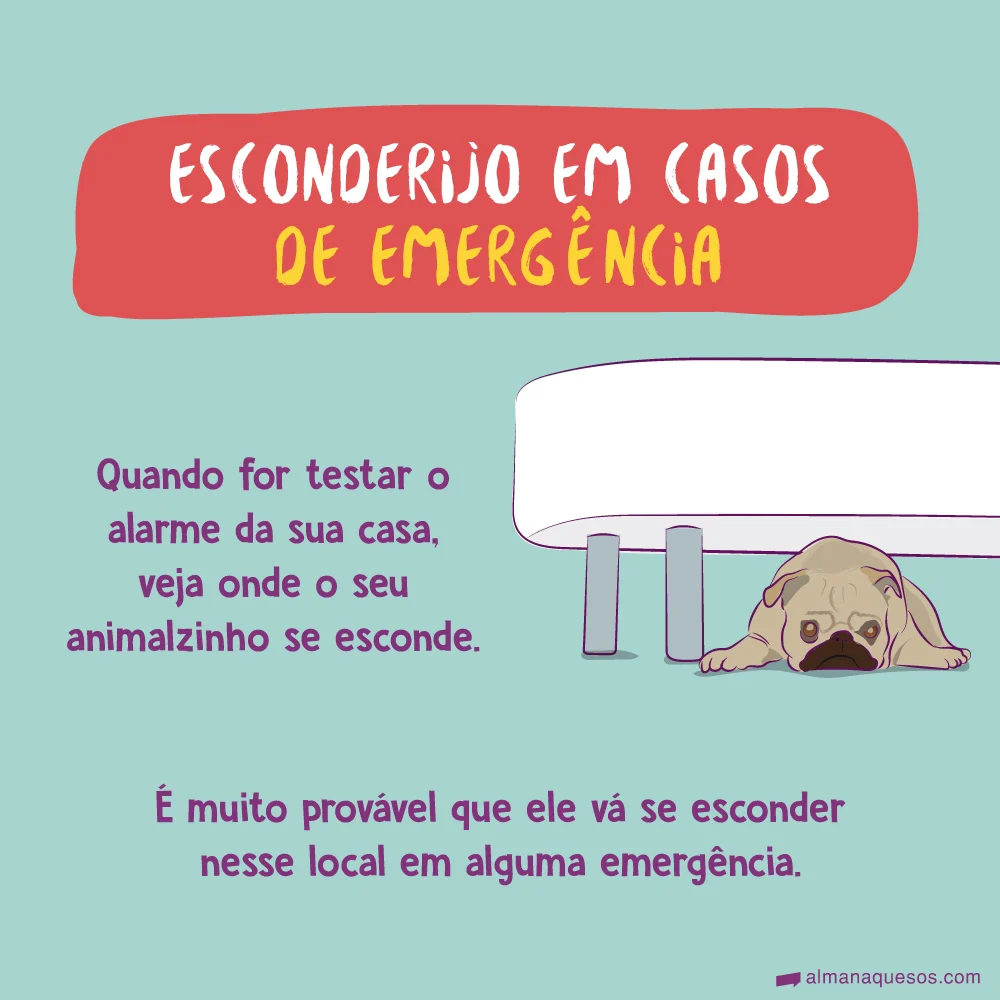 ESCONDERIJO EM CASOS
DE EMERGÊNCIA
Quando for testar o
alarme da sua casa,
veja onde o seu
animalzinho se esconde.
É muito provável que ele vá se esconder
nesse local em alguma emergência.
almanaquesos.com